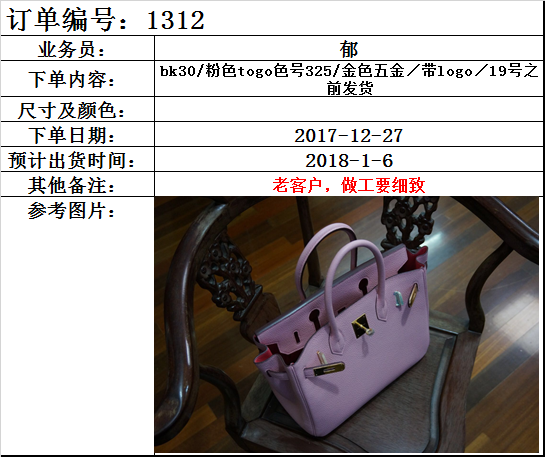 订单编号：1312
业务员：
郁
下单内容：
bk30/粉色togo色号325/金色五金／带logo／19号之
前发货
尺寸及颜色：
下单日期：
2017-12-27
预计出货时间：
2018-1-6
其他备注：
老客户，做工要细致
参考图片：